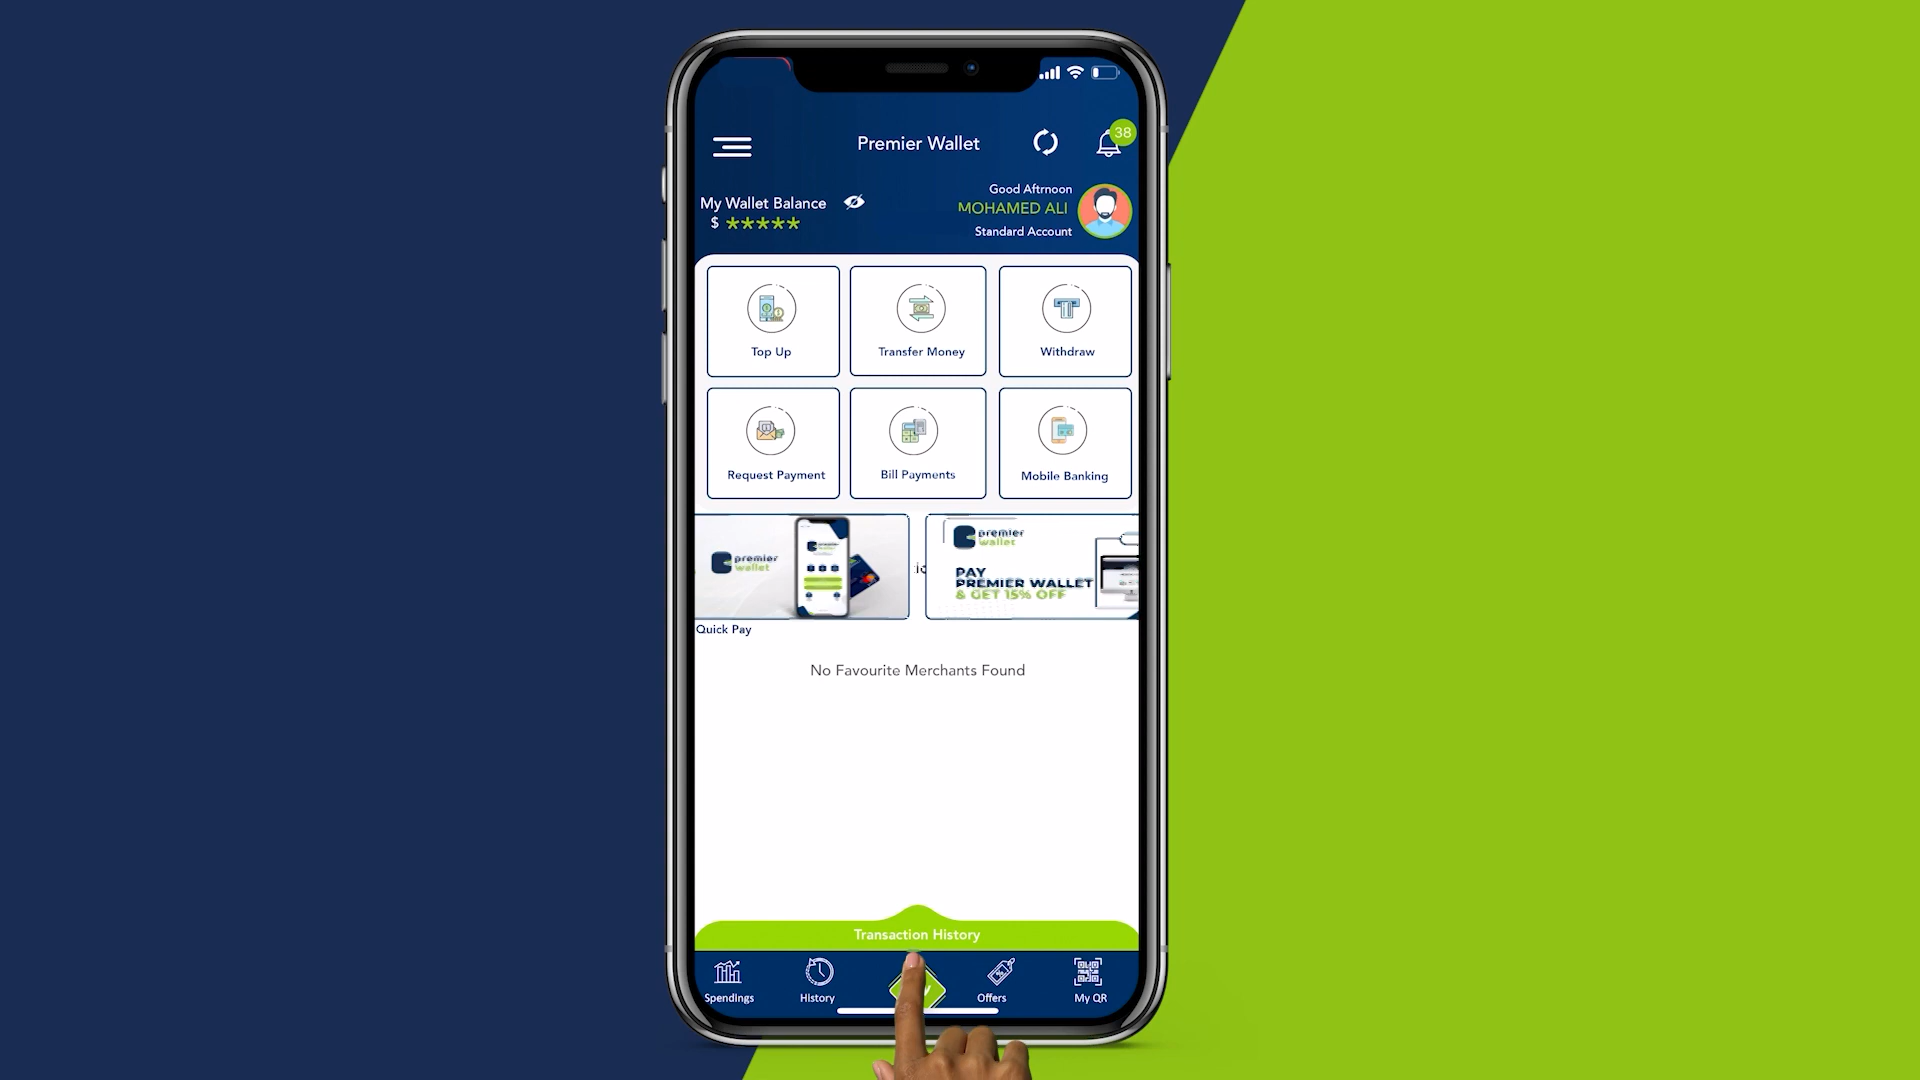 Premier Wallet
38
My Wallet Balance
$ *****
Good Aftrnoon
MOHAMED ALI
Standard Account
Top Up
Transfer Money
Withdraw
Request Payment
Bill Payments
Mobile Banking
premier
wallet
premier
wallet
PAY
PREMIER WALLET
& GET 15% OFF
Quick Pay
No Favourite Merchants Found
Transaction History
Spendings
History
Offers
My QR